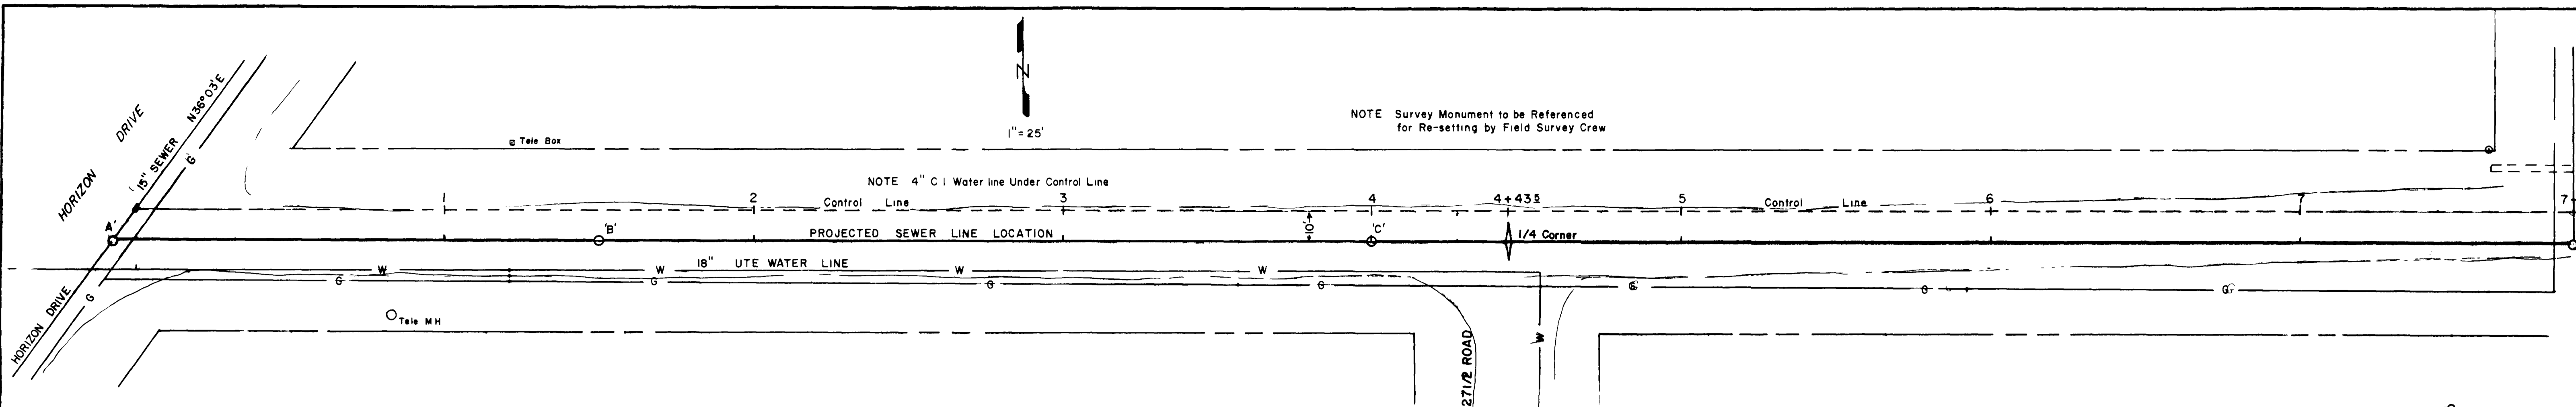 HORIZON DRIVE
15" SEWER N36°03'E
G
N
1" = 25'
NOTE Survey Monument to be Referenced
for Re-setting by Field Survey Crew
Tele Box
NOTE 4" C I Water line Under Control Line
1 2 Control Line 3 4 4+43.5 5 Control Line 6 7 7
'A' 'B' PROJECTED SEWER LINE LOCATION 10' 'C' 1/4 Corner
W W 18" UTE WATER LINE W W
G G G G G G G
HORIZON DRIVE G
Tele MH
27 1/2 ROAD
W